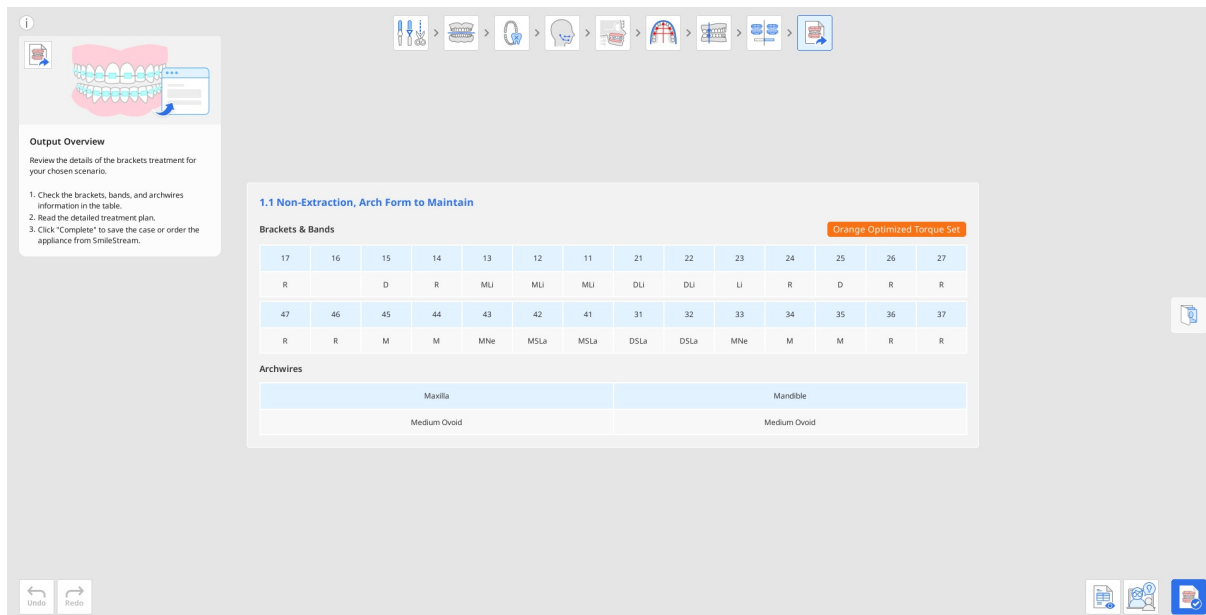 Output Overview
Review the details of the brackets treatment for
your chosen scenario.
1. Check the brackets, bands, and archwires
information in the table.
2. Read the detailed treatment plan.
3. Click "Complete" to save the case or order the
appliance from SmileStream.
1.1 Non-Extraction, Arch Form to Maintain
Brackets & Bands Orange Optimized Torque Set
17 16 15 14 13 12 11 21 22 23 24 25 26 27
R D R MLi MLi MLi DLi DLi Li R D R R
47 46 45 44 43 42 41 31 32 33 34 35 36 37
R R M M MNe MSLa MSLa DSLa DSLa MNe M M R R
Archwires
Maxilla Mandible
Medium Ovoid Medium Ovoid
Undo Redo